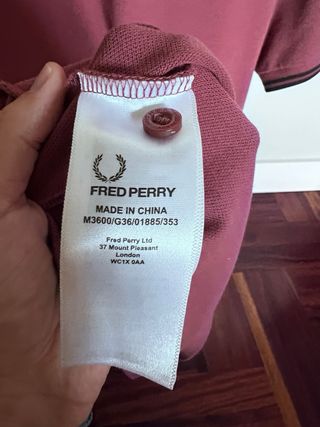 FRED PERRY
MADE IN CHINA
M3600/G36/01885/353
Fred Perry Ltd
37 Mount Pleasant
London
WC1X 0AA